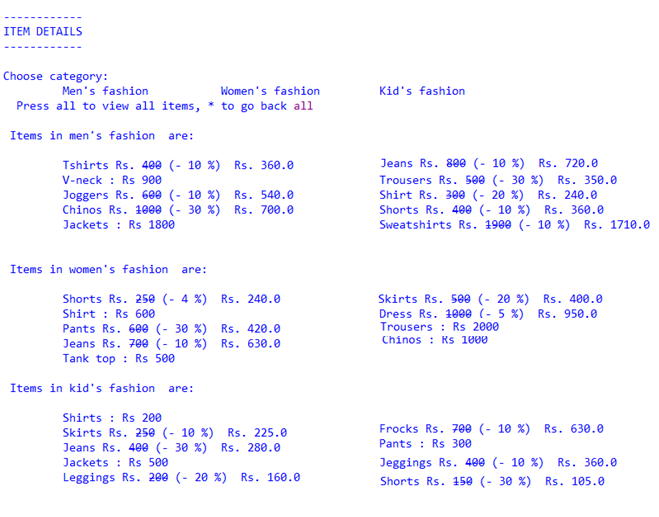 ------------
ITEM DETAILS
------------
Choose category:
Men's fashion Women's fashion Kid's fashion
Press all to view all items, * to go back all
Items in men's fashion are:
Tshirts Rs. 400 (- 10 %) Rs. 360.0 Jeans Rs. 800 (- 10 %) Rs. 720.0
V-neck : Rs 900 Trousers Rs. 500 (- 30 %) Rs. 350.0
Joggers Rs. 600 (- 10 %) Rs. 540.0 Shirt Rs. 300 (- 20 %) Rs. 240.0
Chinos Rs. 1000 (- 30 %) Rs. 700.0 Shorts Rs. 400 (- 10 %) Rs. 360.0
Jackets : Rs 1800 Sweatshirts Rs. 1900 (- 10 %) Rs. 1710.0
Items in women's fashion are:
Shorts Rs. 250 (- 4 %) Rs. 240.0 Skirts Rs. 500 (- 20 %) Rs. 400.0
Shirt : Rs 600 Dress Rs. 1000 (- 5 %) Rs. 950.0
Pants Rs. 600 (- 30 %) Rs. 420.0 Trousers : Rs 2000
Jeans Rs. 700 (- 10 %) Rs. 630.0 Chinos : Rs 1000
Tank top : Rs 500
Items in kid's fashion are:
Shirts : Rs 200 Frocks Rs. 700 (- 10 %) Rs. 630.0
Skirts Rs. 250 (- 10 %) Rs. 225.0 Pants : Rs 300
Jeans Rs. 400 (- 30 %) Rs. 280.0
Jackets : Rs 500 Jeggings Rs. 400 (- 10 %) Rs. 360.0
Leggings Rs. 200 (- 20 %) Rs. 160.0 Shorts Rs. 150 (- 30 %) Rs. 105.0